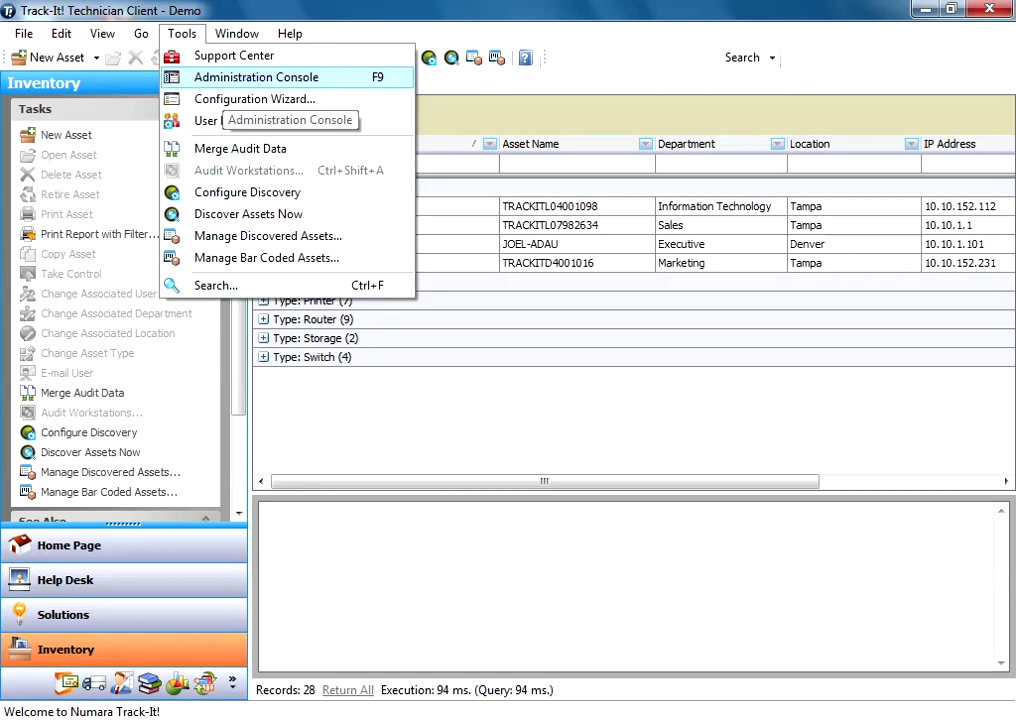 Track-It! Technician Client - Demo
File Edit View Go Tools Window Help
New Asset
Search
Support Center
Administration Console F9
Configuration Wizard...
User
Administration Console
Merge Audit Data
Audit Workstations... Ctrl+Shift+A
Configure Discovery
Discover Assets Now
Manage Discovered Assets...
Manage Bar Coded Assets...
Search... Ctrl+F
Inventory
Tasks
New Asset
Open Asset
Delete Asset
Retire Asset
Print Asset
Print Report with Filter...
Copy Asset
Take Control
Change Associated User
Change Associated Department
Change Associated Location
Change Asset Type
E-mail User
Merge Audit Data
Audit Workstations...
Configure Discovery
Discover Assets Now
Manage Discovered Assets...
Manage Bar Coded Assets...
See Also
Home Page
Help Desk
Solutions
Inventory
/ Asset Name Department Location IP Address
TRACKITL04001098 Information Technology Tampa 10.10.152.112
TRACKITL07982634 Sales Tampa 10.10.1.1
JOEL-ADAU Executive Denver 10.10.1.101
TRACKITD4001016 Marketing Tampa 10.10.152.231
Type: Printer (7)
Type: Router (9)
Type: Storage (2)
Type: Switch (4)
Records: 28 Return All Execution: 94 ms. (Query: 94 ms.)
Welcome to Numara Track-It!